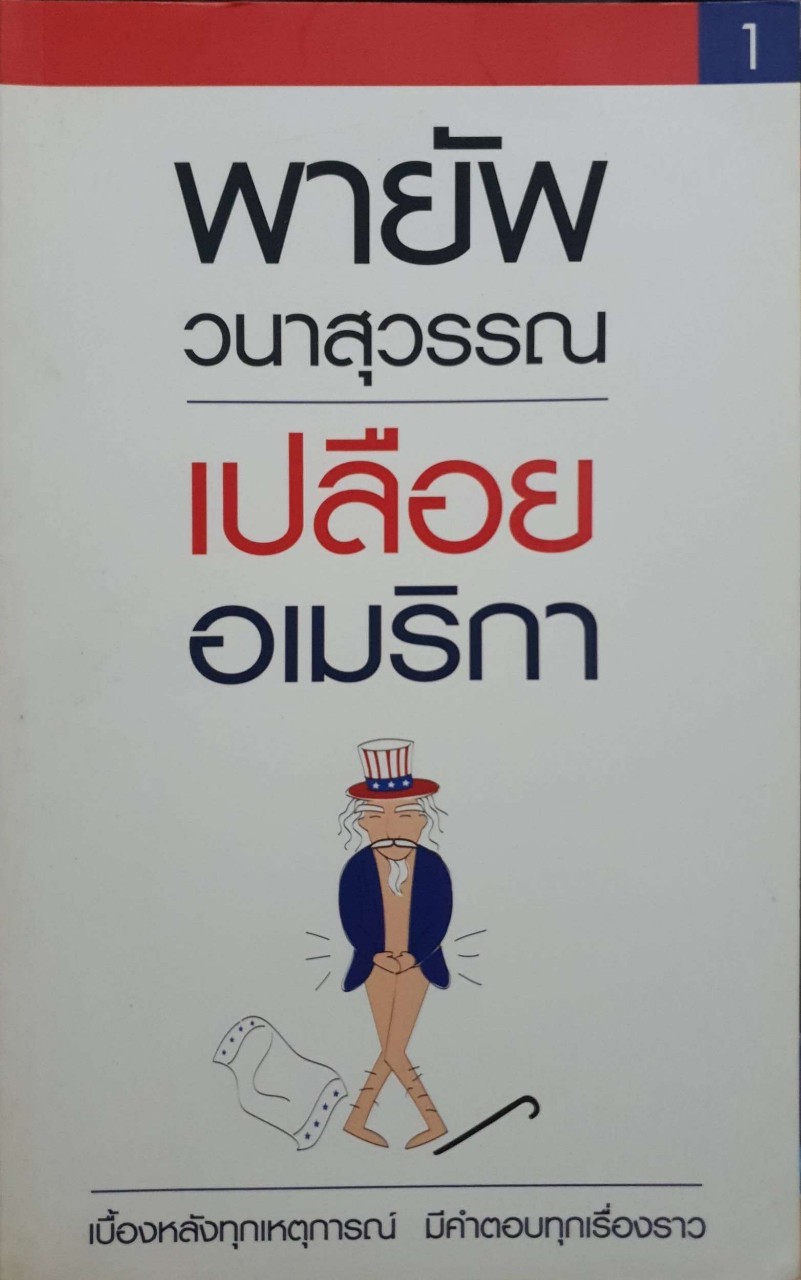 1
พายัพ
วนาสุวรรณ
เปลือย
อเมริกา
เบื้องหลังทุกเหตุการณ์ มีคำตอบทุกเรื่องราว